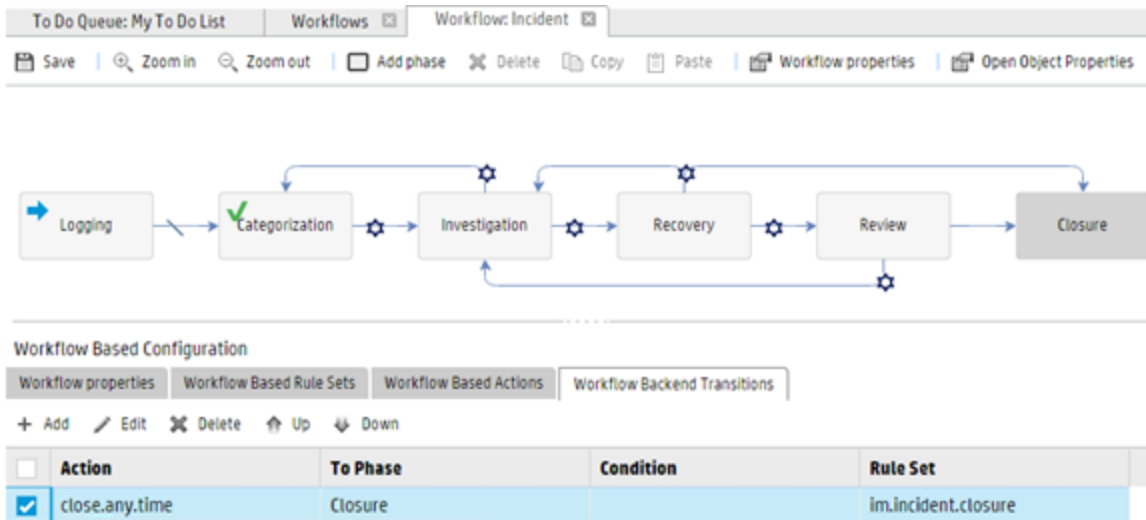 To Do Queue: My To Do List Workflows Workflow: Incident
Save Zoom in Zoom out Add phase Delete Copy Paste Workflow properties Open Object Properties
Logging Categorization Investigation Recovery Review Closure
Workflow Based Configuration
Workflow properties Workflow Based Rule Sets Workflow Based Actions Workflow Backend Transitions
Add Edit Delete Up Down
Action To Phase Condition Rule Set
close.any.time Closure im.incident.closure